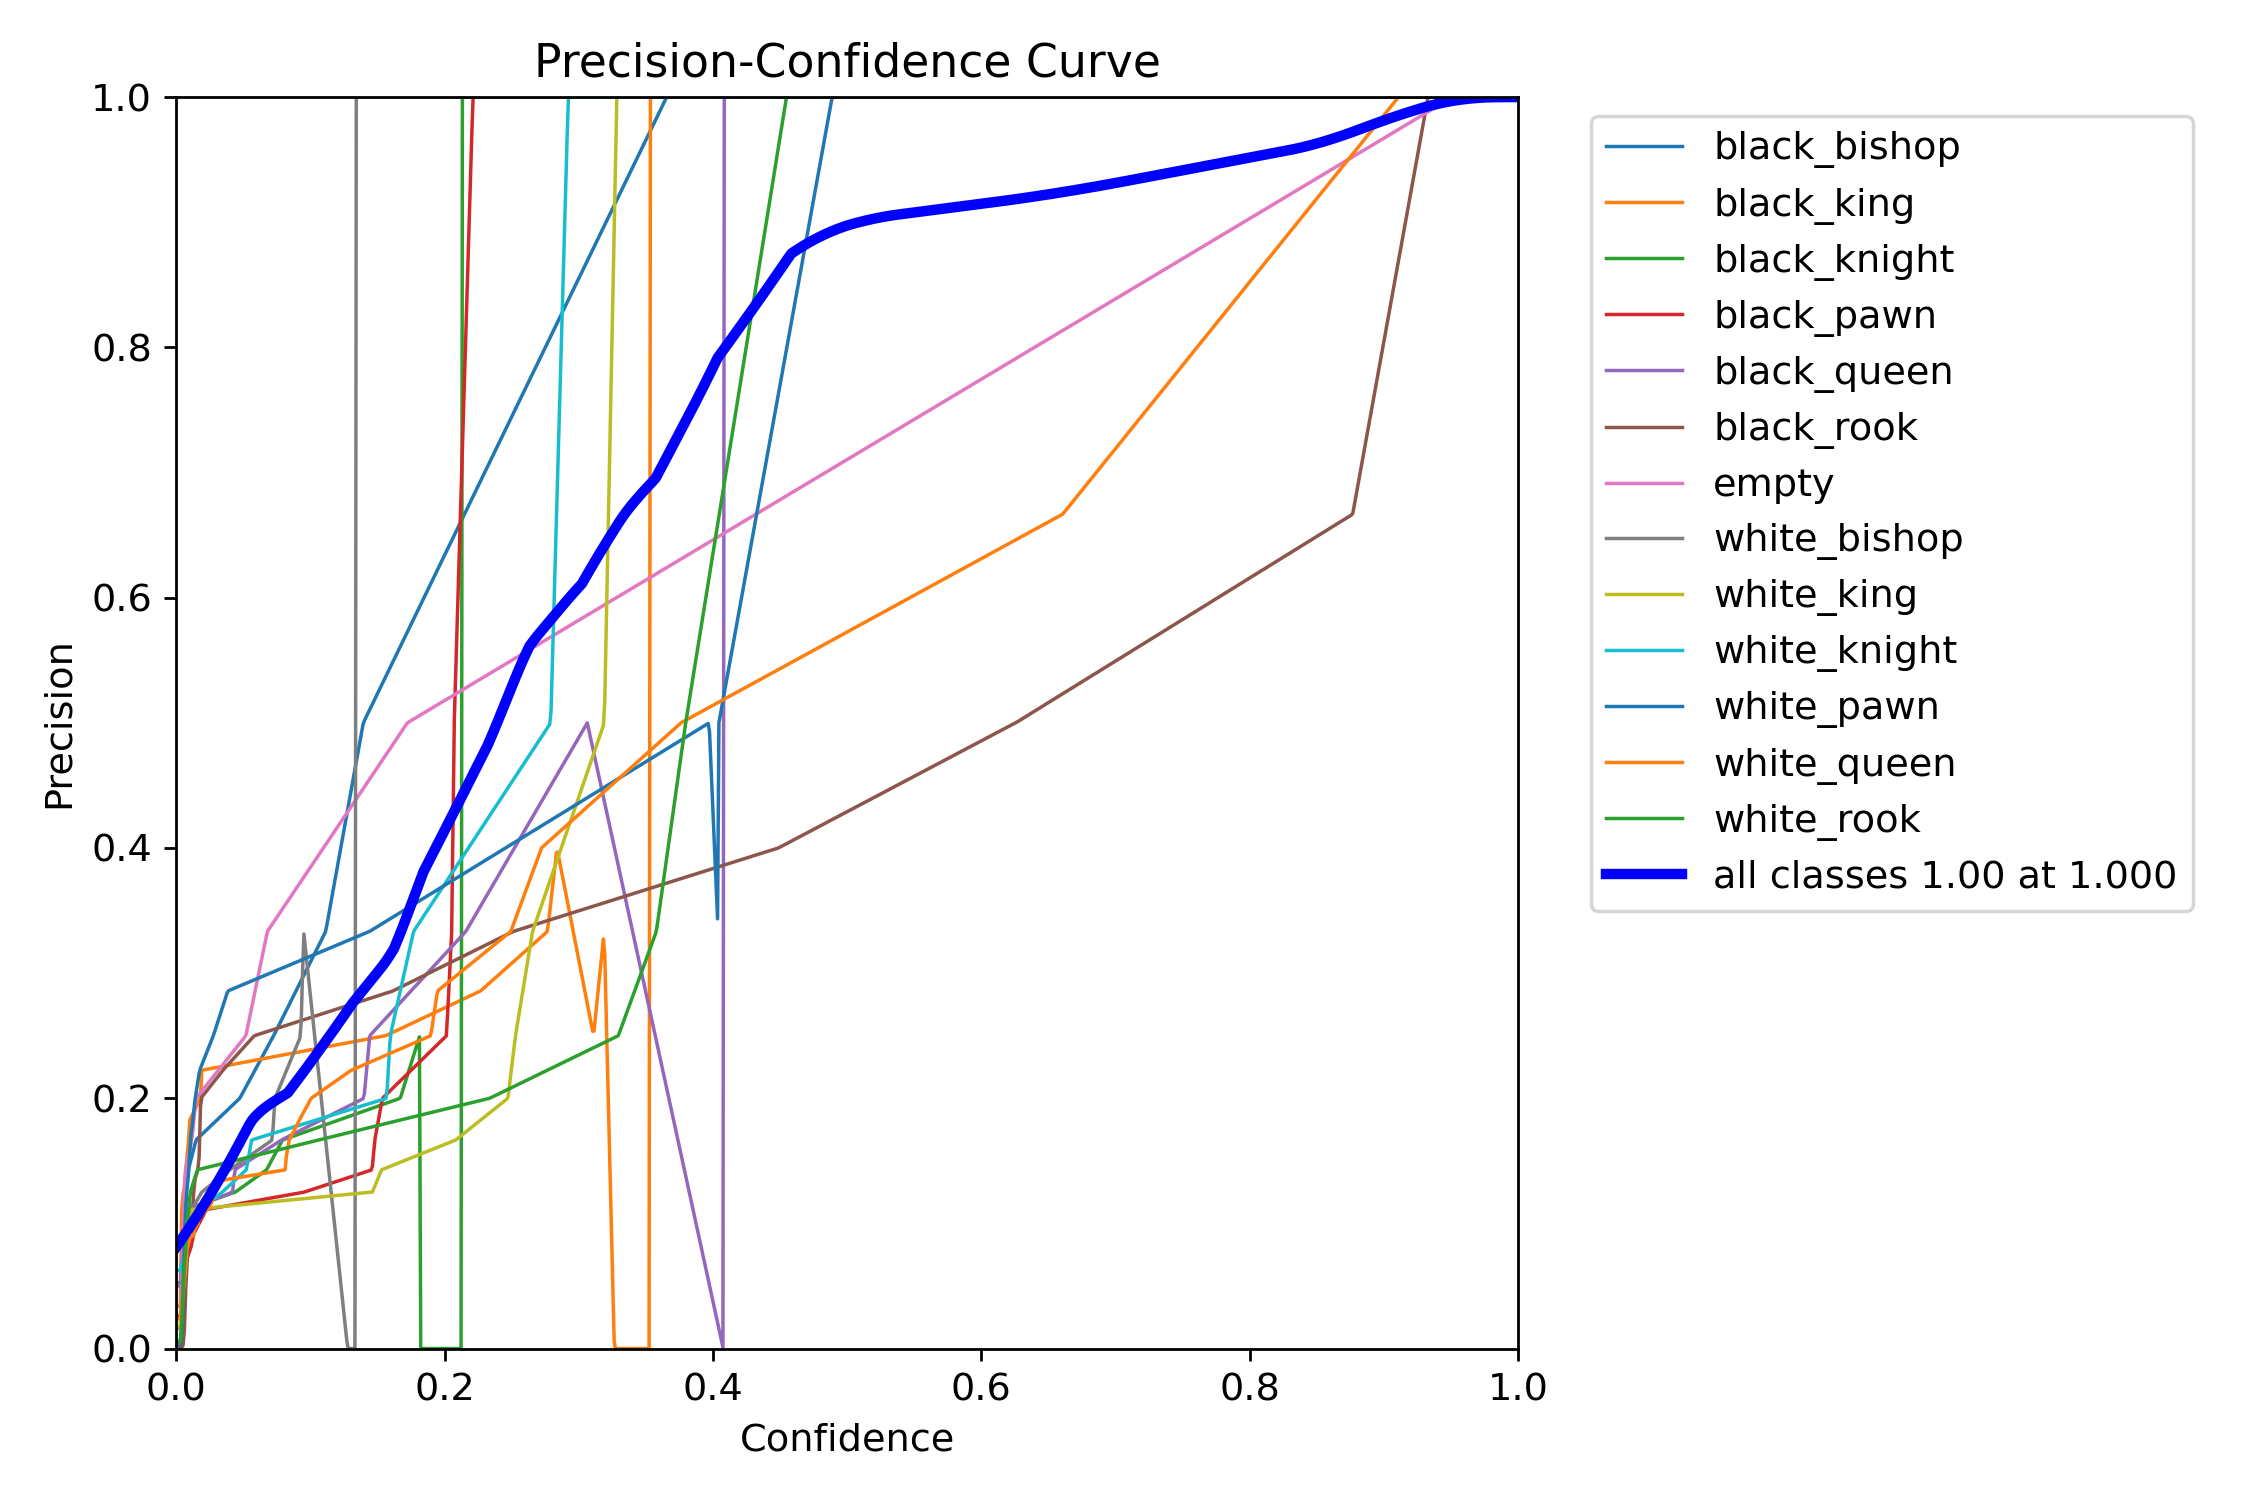 Precision-Confidence Curve
1.0
0.8
0.6
0.4
0.2
0.0
Precision
0.0 0.2 0.4 0.6 0.8 1.0
Confidence
black_bishop
black_king
black_knight
black_pawn
black_queen
black_rook
empty
white_bishop
white_king
white_knight
white_pawn
white_queen
white_rook
all classes 1.00 at 1.000